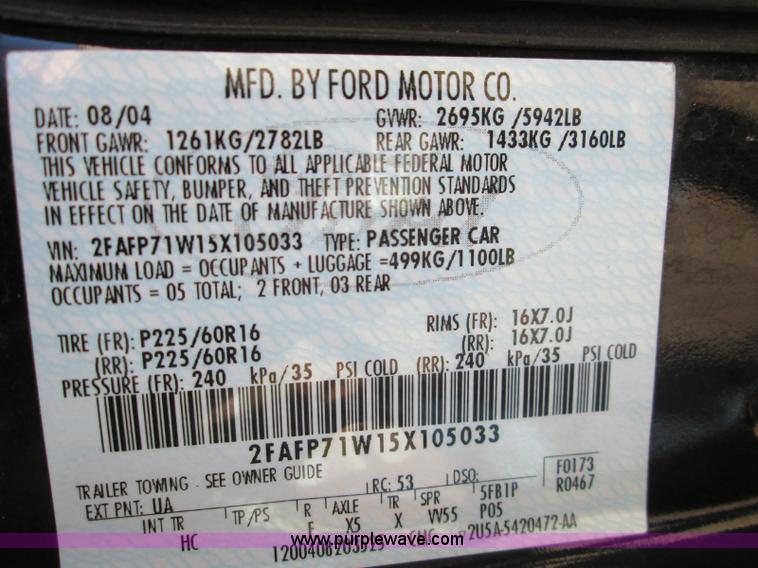 MFD. BY FORD MOTOR CO.
DATE: 08/04 GVWR: 2695KG /5942LB
FRONT GAWR: 1261KG/2782LB REAR GAWR: 1433KG /3160LB
THIS VEHICLE CONFORMS TO ALL APPLICABLE FEDERAL MOTOR
VEHICLE SAFETY, BUMPER, AND THEFT PREVENTION STANDARDS
IN EFFECT ON THE DATE OF MANUFACTURE SHOWN ABOVE.
VIN: 2FAFP71W15X105033 TYPE: PASSENGER CAR
MAXIMUM LOAD = OCCUPANTS + LUGGAGE =499KG/1100LB
OCCUPANTS = 05 TOTAL; 2 FRONT, 03 REAR
TIRE (FR): P225/60R16 RIMS (FR): 16X7.0J
(RR): P225/60R16 (RR): 16X7.0J
PRESSURE (FR): 240 kPa/35 PSI COLD (RR): 240 kPa/35 PSI COLD
2FAFP71W15X105033
TRAILER TOWING - SEE OWNER GUIDE
RC: 53 DSO: F0173
EXT PNT: UA R0467
INT TR TP/PS R AXLE TR SPR 5FB1P
HC F X5 X VV55 P05
www.purplewave.com